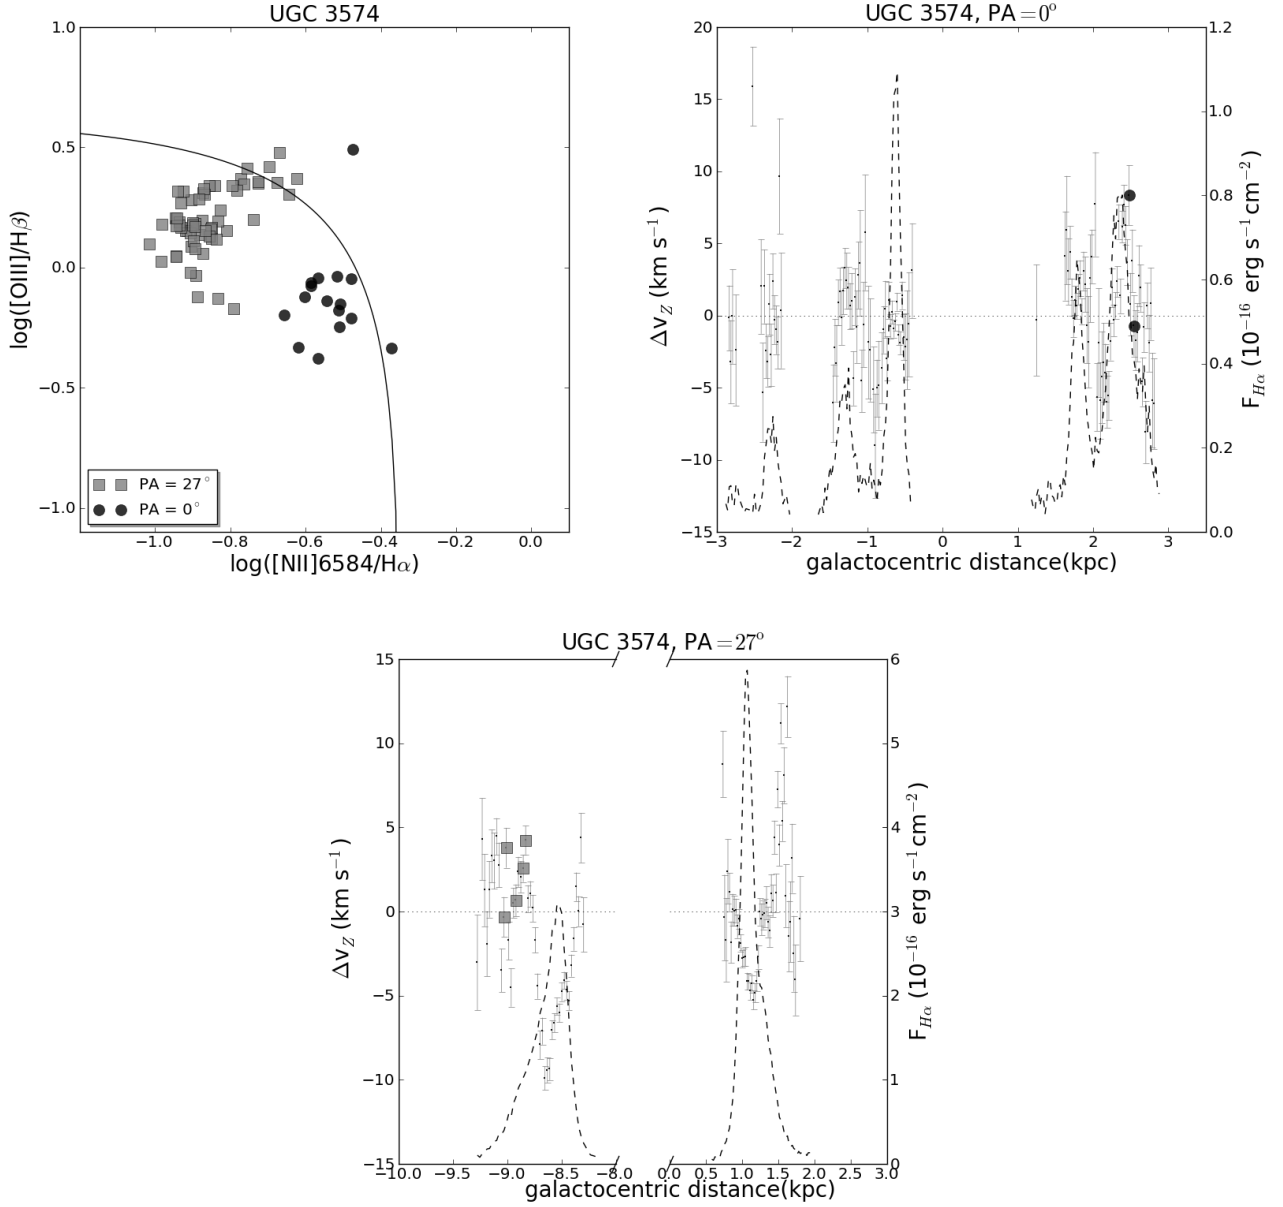 UGC 3574
1.0
0.5
0.0
−0.5
−1.0
log([OIII]/Hβ)
PA = 27°
PA = 0°
−1.0 −0.8 −0.6 −0.4 −0.2 0.0
log([NII]6584/Hα)
UGC 3574, PA = 0°
20
15
10
5
0
−5
−10
−15
Δv_Z (km s⁻¹)
1.2
1.0
0.8
0.6
0.4
0.2
0.0
F_Hα (10⁻¹⁶ erg s⁻¹cm⁻²)
−3 −2 −1 0 1 2 3
galactocentric distance(kpc)
UGC 3574, PA = 27°
15
10
5
0
−5
−10
−15
Δv_Z (km s⁻¹)
6
5
4
3
2
1
0
F_Hα (10⁻¹⁶ erg s⁻¹cm⁻²)
−10.0 −9.5 −9.0 −8.5 −8.0 0.0 0.5 1.0 1.5 2.0 2.5 3.0
galactocentric distance(kpc)